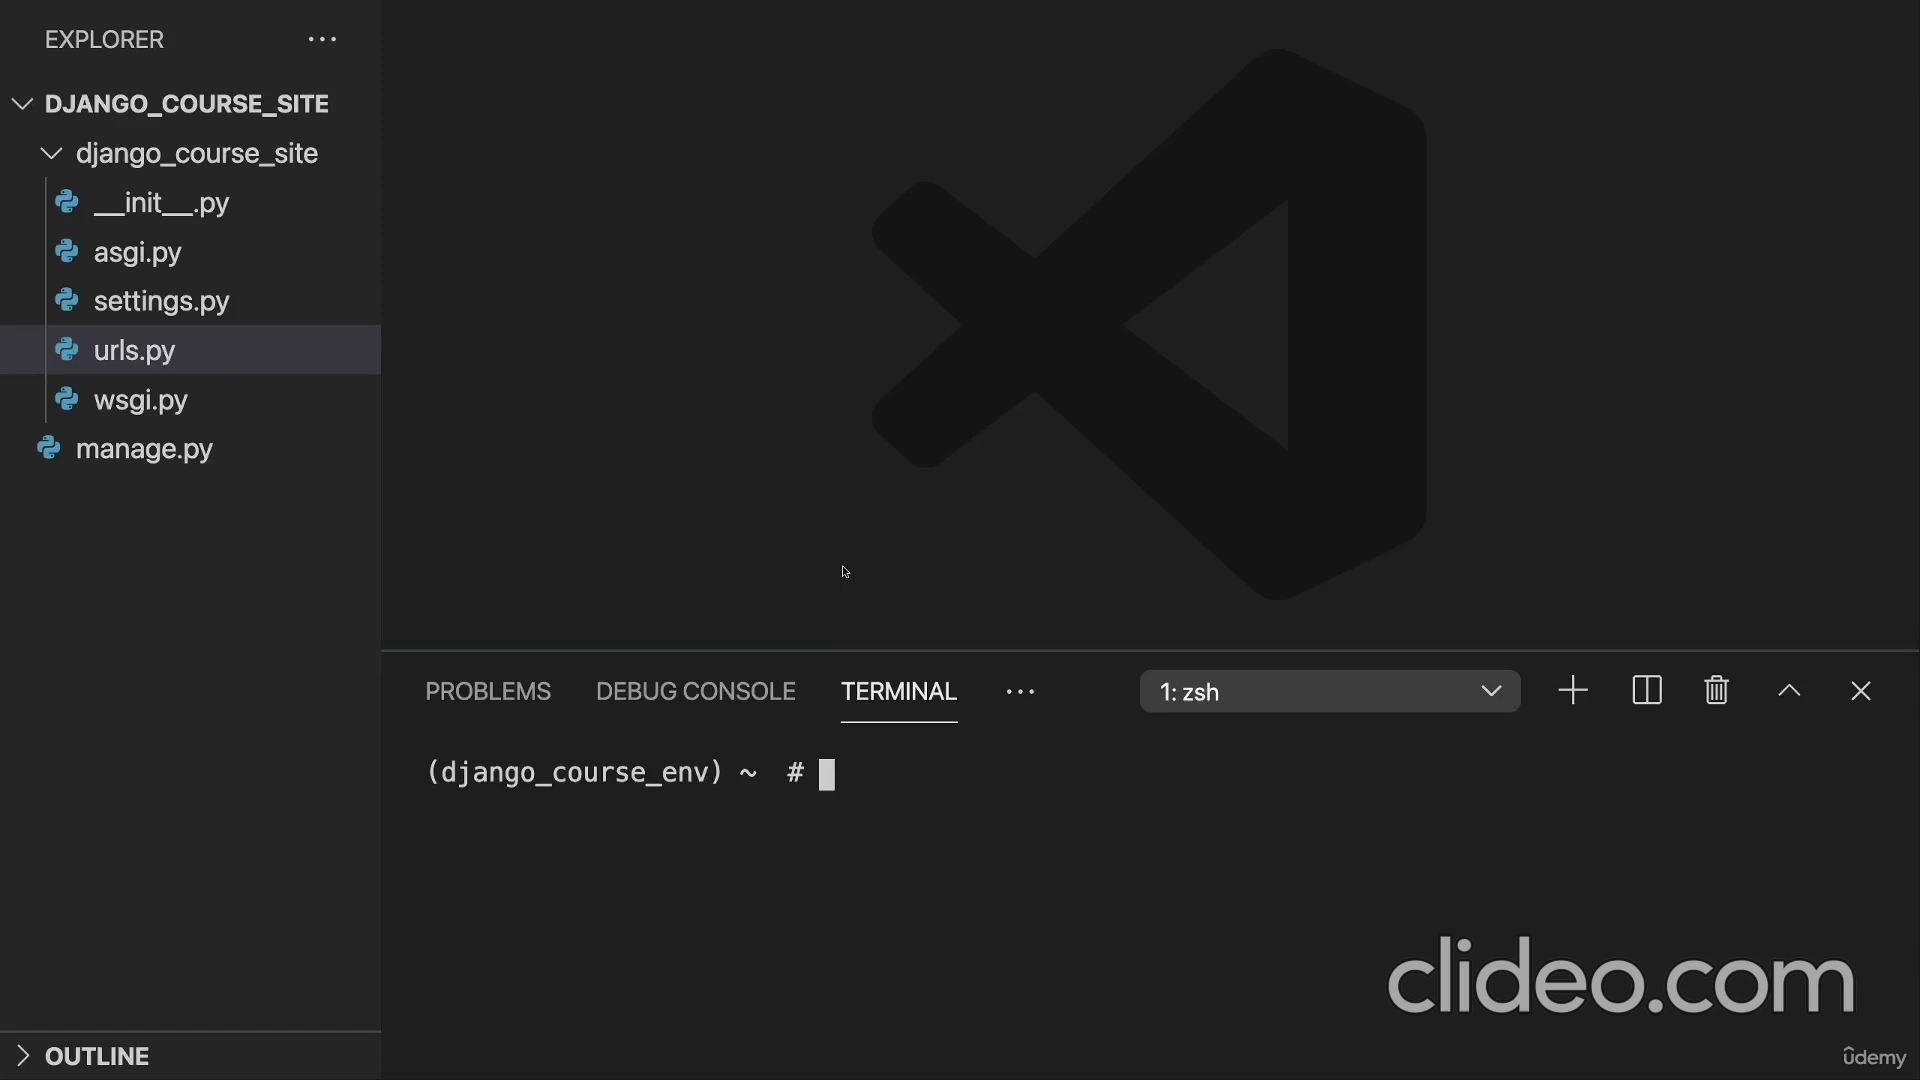 EXPLORER
DJANGO_COURSE_SITE
django_course_site
__init__.py
asgi.py
settings.py
urls.py
wsgi.py
manage.py
OUTLINE
PROBLEMS DEBUG CONSOLE TERMINAL 1: zsh
(django_course_env) ~ #
clideo.com
ûdemy